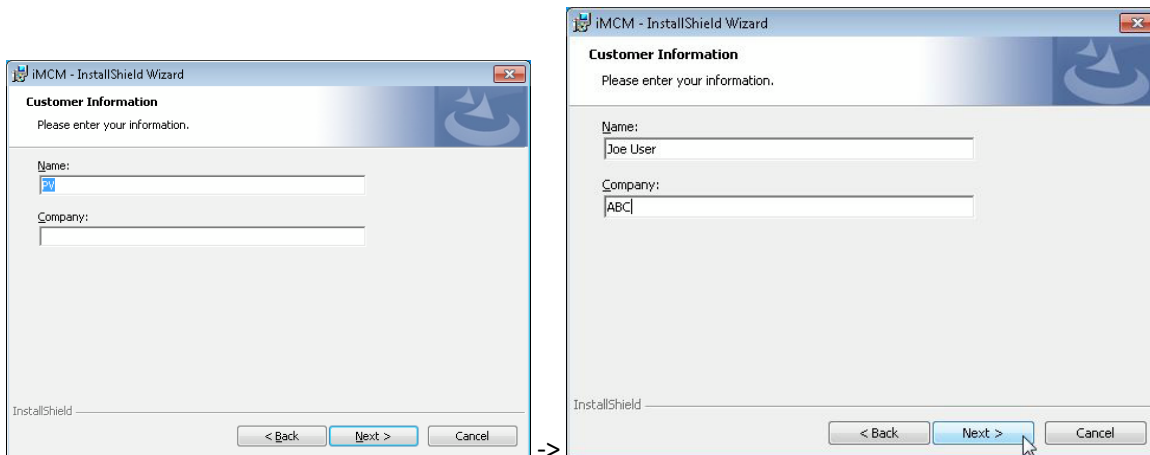 iMCM - InstallShield Wizard
Customer Information
Please enter your information.
Name:
PV
Company:
InstallShield
< Back Next > Cancel
->
iMCM - InstallShield Wizard
Customer Information
Please enter your information.
Name:
Joe User
Company:
ABC
InstallShield
< Back Next > Cancel